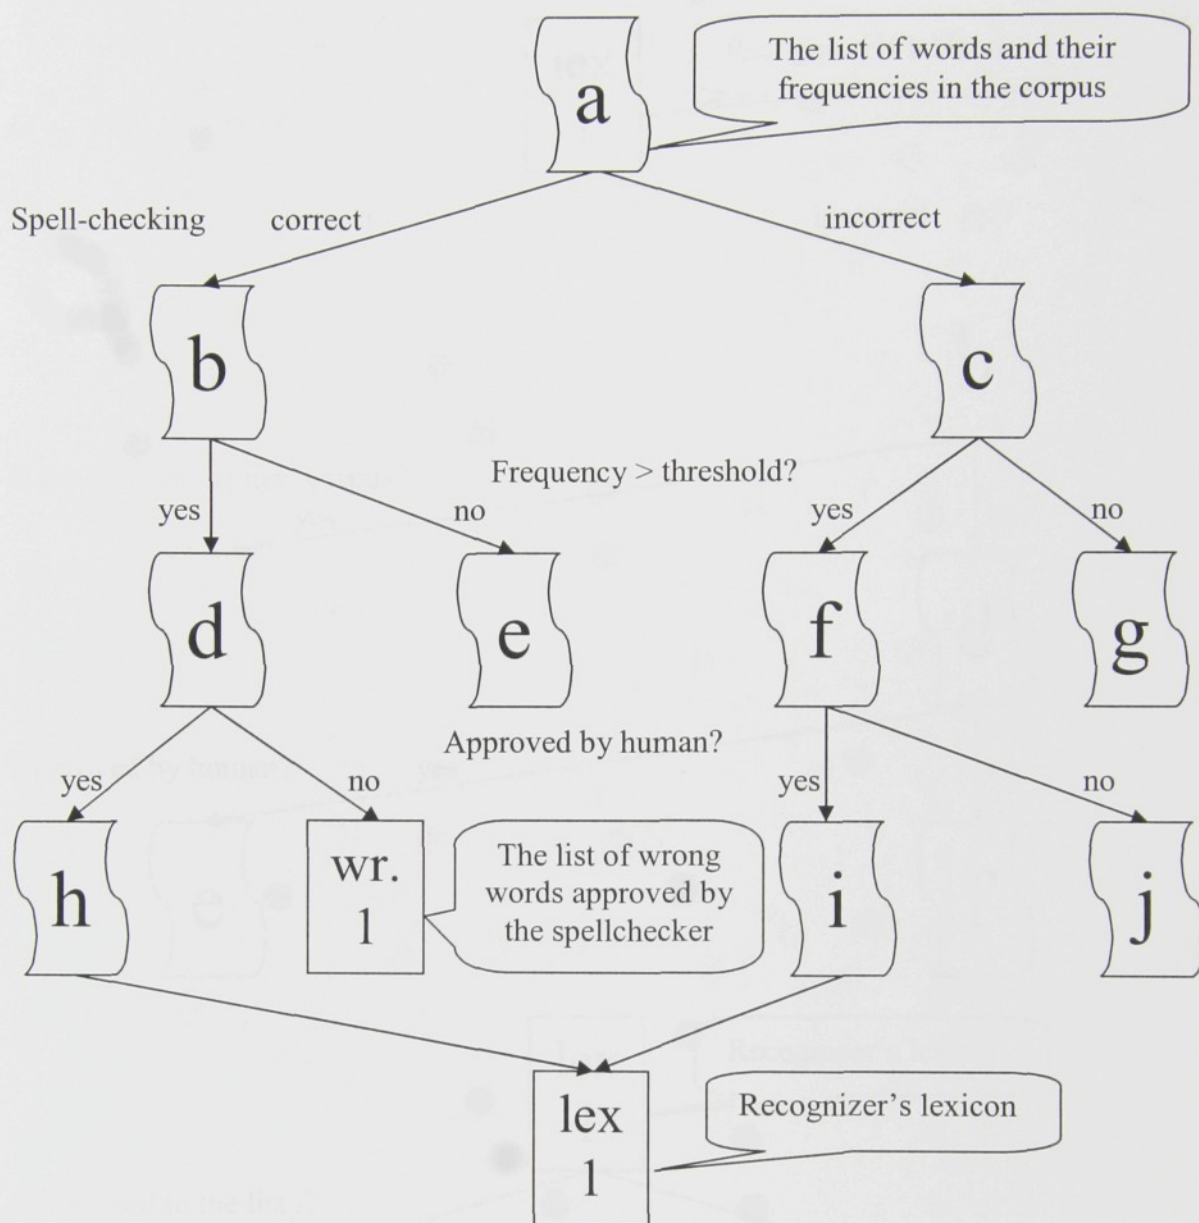 a
The list of words and their
frequencies in the corpus
Spell-checking
correct
incorrect
b
c
Frequency > threshold?
yes
no
yes
no
d
e
f
g
Approved by human?
yes
no
yes
no
h
wr.
l
The list of wrong
words approved by
the spellchecker
i
j
lex
l
Recognizer’s lexicon